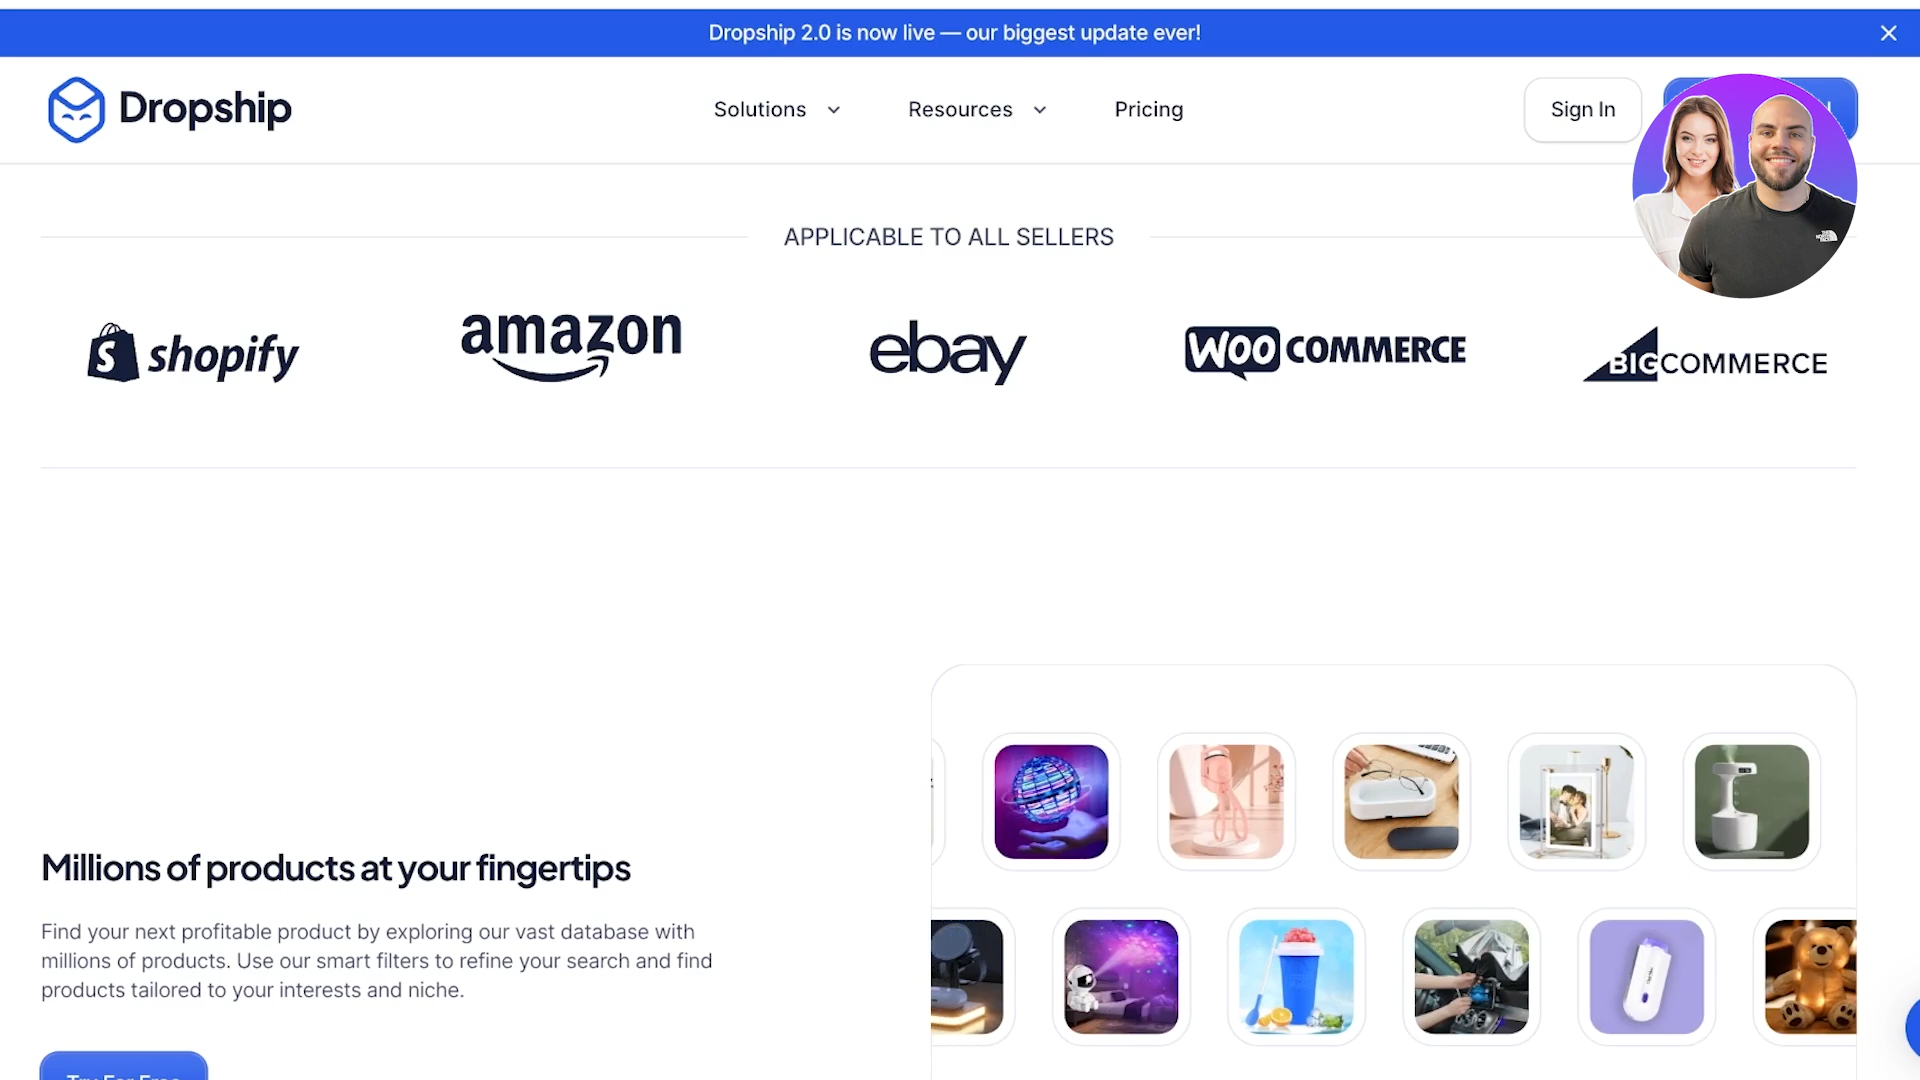 Dropship 2.0 is now live — our biggest update ever!
Dropship
Solutions
Resources
Pricing
Sign In
APPLICABLE TO ALL SELLERS
shopify
amazon
ebay
WOO COMMERCE
BIGCOMMERCE
Millions of products at your fingertips
Find your next profitable product by exploring our vast database with
millions of products. Use our smart filters to refine your search and find
products tailored to your interests and niche.
Try For Free